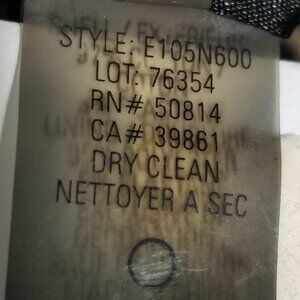 STYLE: E105N600
LOT: 76354
RN# 50814
CA# 39861
DRY CLEAN
NETTOYER A SEC